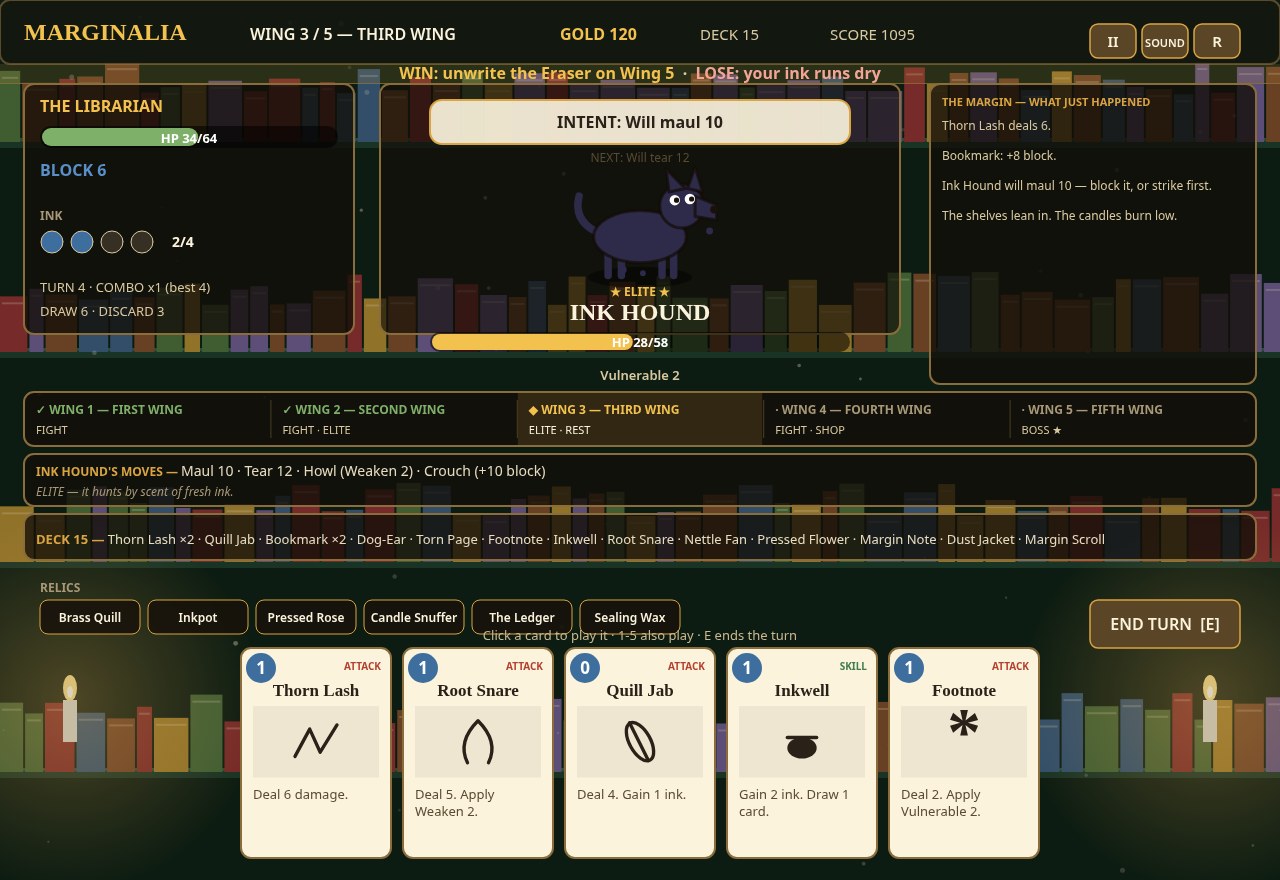 MARGINALIA
WING 3 / 5 — THIRD WING
GOLD 120
DECK 15
SCORE 1095
II
SOUND
R
WIN: unwrite the Eraser on Wing 5 · LOSE: your ink runs dry
THE LIBRARIAN
HP 34/64
BLOCK 6
INK
2/4
TURN 4 · COMBO x1 (best 4)
DRAW 6 · DISCARD 3
INTENT: Will maul 10
NEXT: Will tear 12
★ ELITE ★
INK HOUND
HP 28/58
Vulnerable 2
THE MARGIN — WHAT JUST HAPPENED
Thorn Lash deals 6.
Bookmark: +8 block.
Ink Hound will maul 10 — block it, or strike first.
The shelves lean in. The candles burn low.
✓ WING 1 — FIRST WING
FIGHT
✓ WING 2 — SECOND WING
FIGHT · ELITE
◆ WING 3 — THIRD WING
ELITE · REST
· WING 4 — FOURTH WING
FIGHT · SHOP
· WING 5 — FIFTH WING
BOSS ★
INK HOUND'S MOVES — Maul 10 · Tear 12 · Howl (Weaken 2) · Crouch (+10 block)
ELITE — it hunts by scent of fresh ink.
DECK 15 — Thorn Lash ×2 · Quill Jab · Bookmark ×2 · Dog-Ear · Torn Page · Footnote · Inkwell · Root Snare · Nettle Fan · Pressed Flower · Margin Note · Dust Jacket · Margin Scroll
RELICS
Brass Quill
Inkpot
Pressed Rose
Candle Snuffer
The Ledger
Sealing Wax
Click a card to play it · 1-5 also play · E ends the turn
END TURN [E]
1
ATTACK
Thorn Lash
Deal 6 damage.
1
ATTACK
Root Snare
Deal 5. Apply
Weaken 2.
0
ATTACK
Quill Jab
Deal 4. Gain 1 ink.
1
SKILL
Inkwell
Gain 2 ink. Draw 1
card.
1
ATTACK
Footnote
*
Deal 2. Apply
Vulnerable 2.